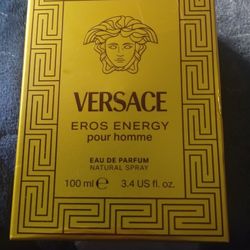 VERSACE
EROS ENERGY
pour homme
EAU DE PARFUM
NATURAL SPRAY
100 ml ℮ 3.4 US fl. oz.